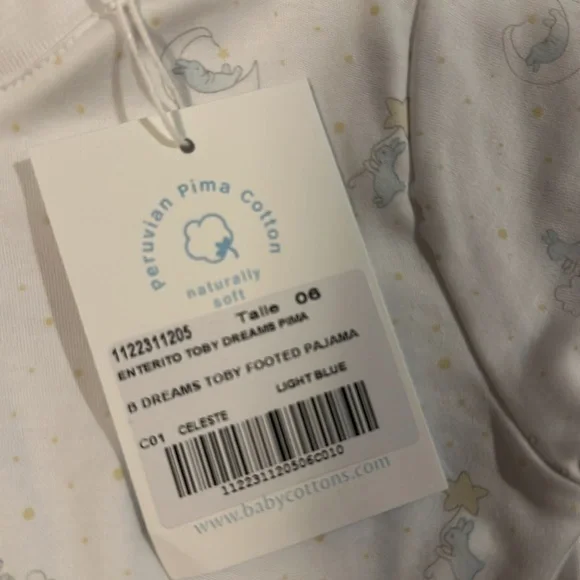 Peruvian Pima Cotton
naturally
soft
Talle 06
1122311205
ENTERITO TOBY DREAMS PIMA
B DREAMS TOBY FOOTED PAJAMA
LIGHT BLUE
C01 CELESTE
112231120506C010
www.babycottons.com